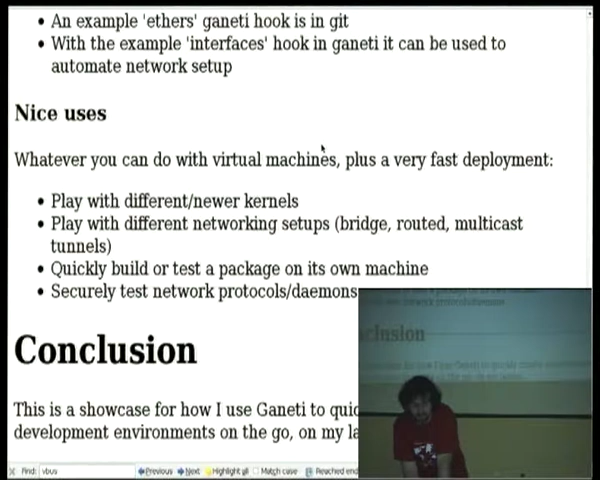 • An example 'ethers' ganeti hook is in git
• With the example 'interfaces' hook in ganeti it can be used to
automate network setup
Nice uses
Whatever you can do with virtual machines, plus a very fast deployment:
• Play with different/newer kernels
• Play with different networking setups (bridge, routed, multicast
tunnels)
• Quickly build or test a package on its own machine
• Securely test network protocols/daemons
Conclusion
This is a showcase for how I use Ganeti to
development environments on the go, on my
Find: vbus Previous Next Highlight all Match case Reached end